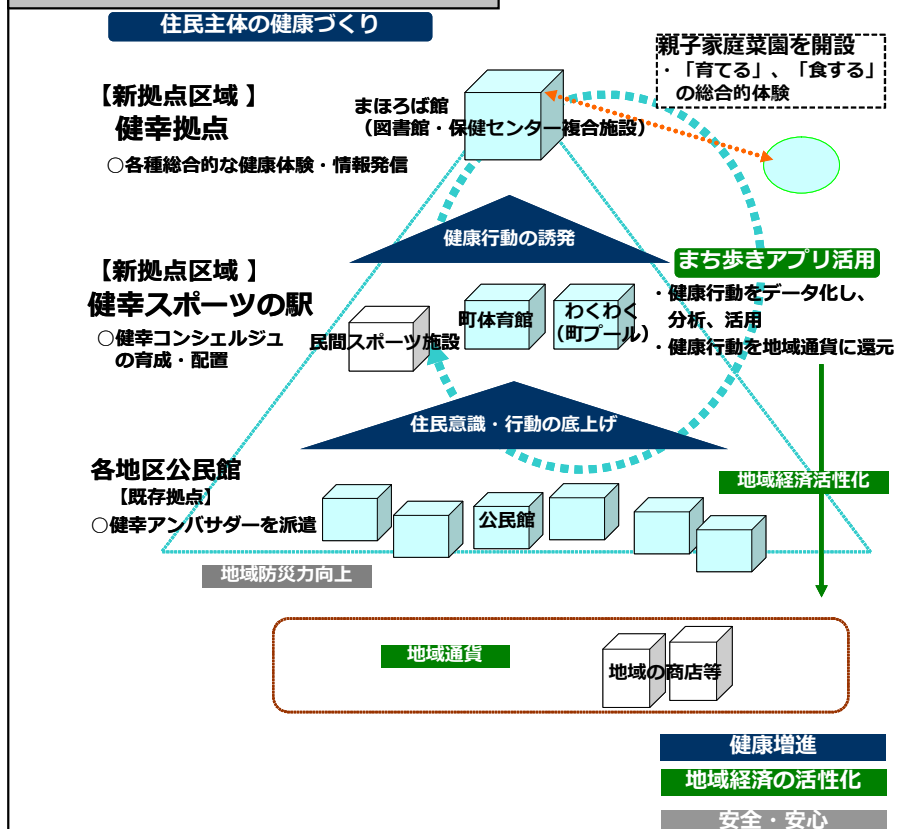 住民主体の健康づくり
親子家庭菜園を開設
・「育てる」、「食する」
の総合的体験
【新拠点区域 】
健幸拠点
○各種総合的な健康体験・情報発信
まほろば館
（図書館・保健センター複合施設）
健康行動の誘発
【新拠点区域 】
健幸スポーツの駅
○健幸コンシェルジュ
の育成・配置
民間スポーツ施設
町体育館
わくわく
（町プール）
まち歩きアプリ活用
・健康行動をデータ化し、
分析、活用
・健康行動を地域通貨に還元
住民意識・行動の底上げ
各地区公民館
【既存拠点】
○健幸アンバサダーを派遣
公民館
地域経済活性化
地域防災力向上
地域通貨
地域の商店等
健康増進
地域経済の活性化
安全・安心